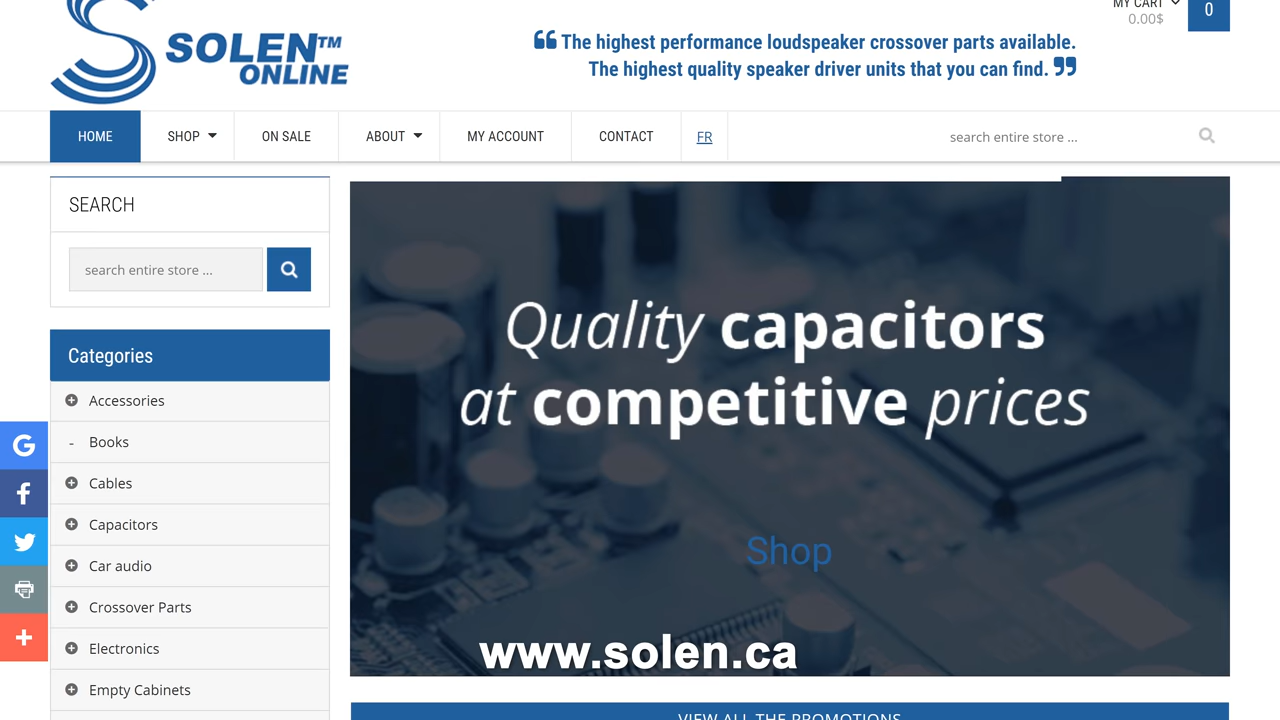 MY CART
0.00$
0
SOLEN™
ONLINE
The highest performance loudspeaker crossover parts available.
The highest quality speaker driver units that you can find.
HOME
SHOP
ON SALE
ABOUT
MY ACCOUNT
CONTACT
FR
search entire store ...
SEARCH
search entire store ...
Categories
Accessories
- Books
Cables
Capacitors
Car audio
Crossover Parts
Electronics
Empty Cabinets
Quality capacitors
at competitive prices
Shop
www.solen.ca
VIEW ALL THE PROMOTIONS